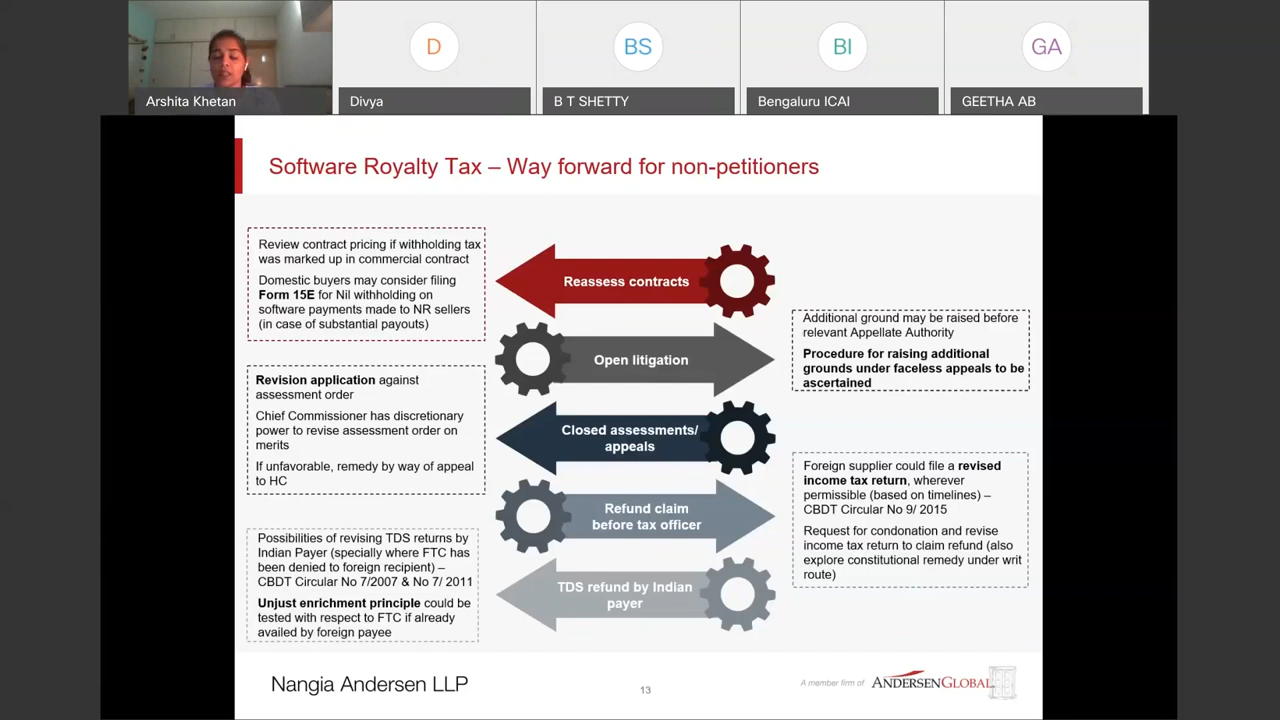 D
BS
BI
GA
Arshita Khetan
Divya
B T SHETTY
Bengaluru ICAI
GEETHA AB
Software Royalty Tax – Way forward for non-petitioners
Review contract pricing if withholding tax
was marked up in commercial contract
Domestic buyers may consider filing
Form 15E for Nil withholding on
software payments made to NR sellers
(in case of substantial payouts)
Reassess contracts
Additional ground may be raised before
relevant Appellate Authority
Procedure for raising additional
grounds under faceless appeals to be
ascertained
Open litigation
Revision application against
assessment order
Chief Commissioner has discretionary
power to revise assessment order on
merits
If unfavorable, remedy by way of appeal
to HC
Closed assessments/
appeals
Foreign supplier could file a revised
income tax return, wherever
permissible (based on timelines) –
CBDT Circular No 9/ 2015
Request for condonation and revise
income tax return to claim refund (also
explore constitutional remedy under writ
route)
Refund claim
before tax officer
Possibilities of revising TDS returns by
Indian Payer (specially where FTC has
been denied to foreign recipient) –
CBDT Circular No 7/2007 & No 7/ 2011
Unjust enrichment principle could be
tested with respect to FTC if already
availed by foreign payee
TDS refund by Indian
payer
Nangia Andersen LLP
13
A member firm of
ANDERSEN GLOBAL